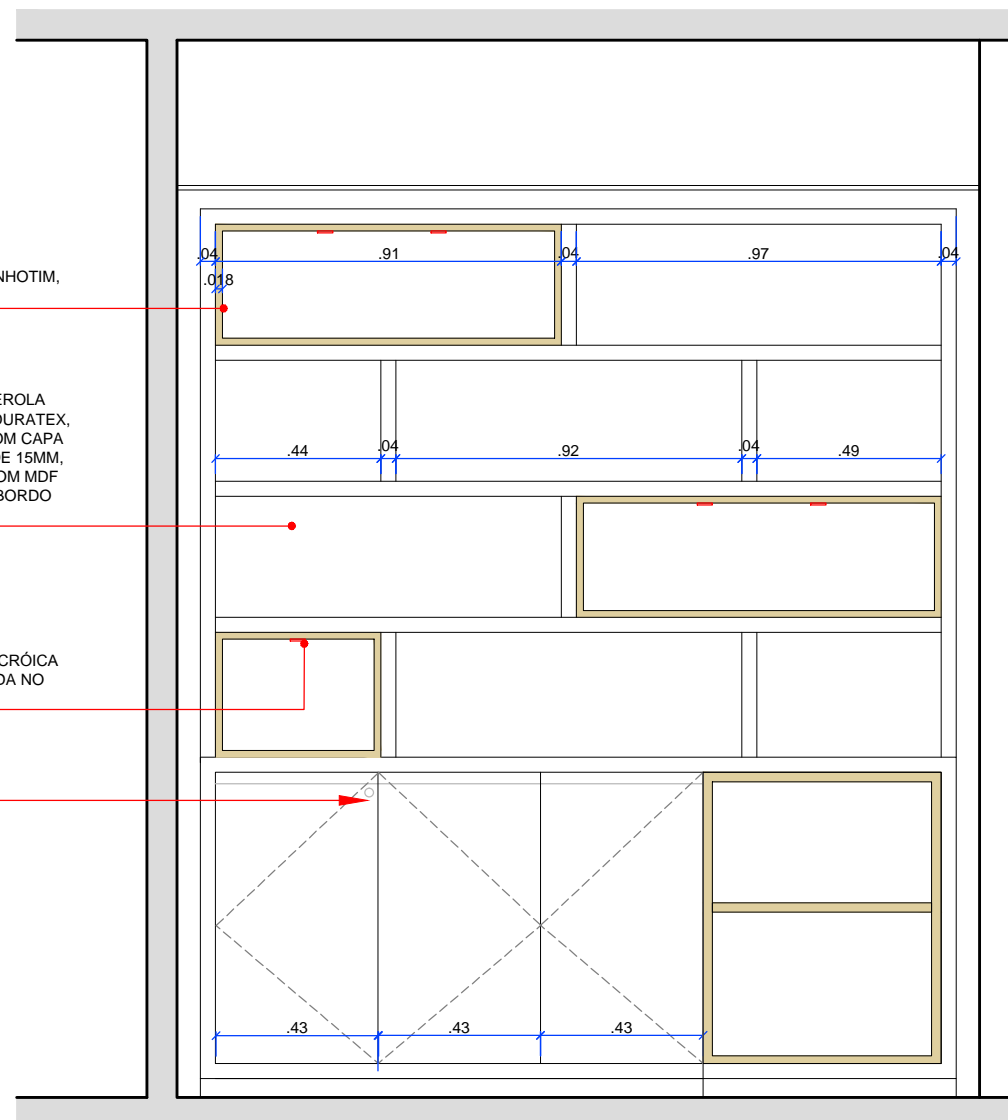 .04
.91
.04
.97
.04
NHOTIM,
.018
EROLA
DURATEX,
OM CAPA
DE 15MM,
OM MDF
BORDO
.44
.04
.92
.04
.49
CRÓICA
DA NO
.43
.43
.43